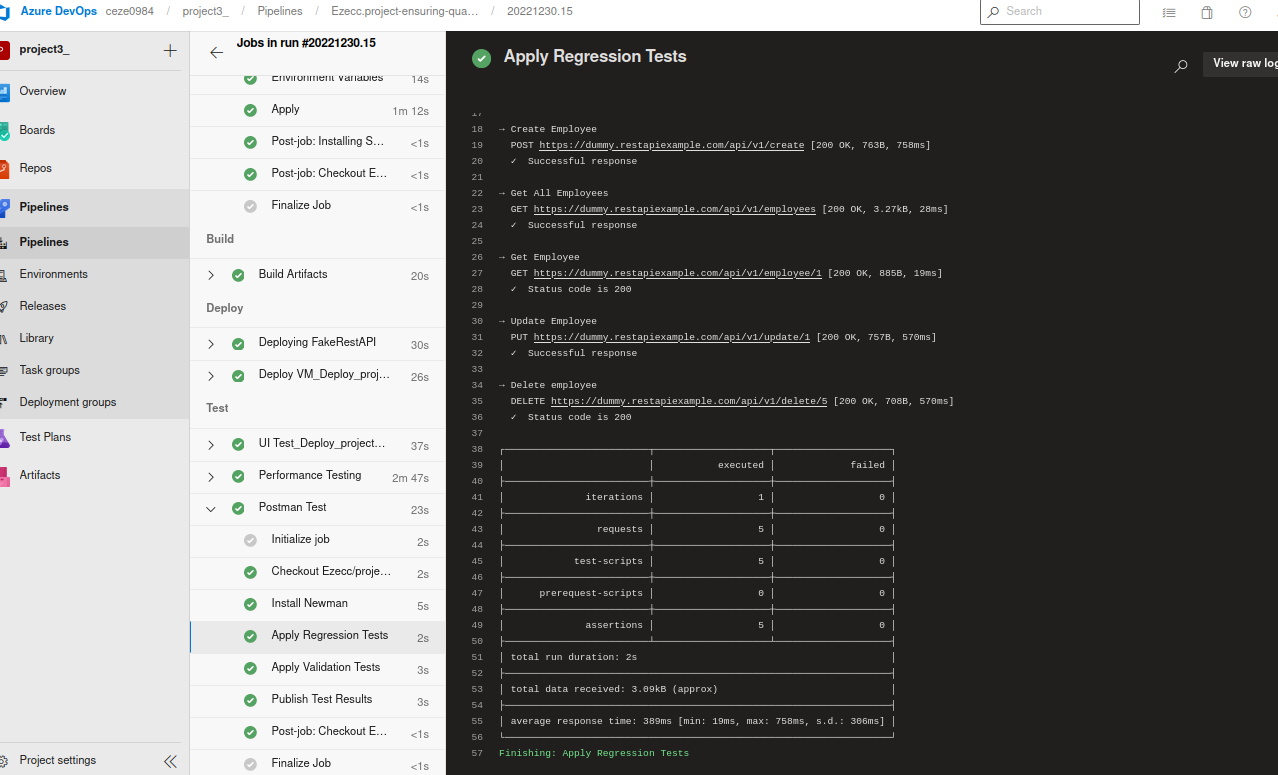 Azure DevOps ceze0984 / project3_ / Pipelines / Ezecc.project-ensuring-qua... / 20221230.15
Search
project3_
Overview
Boards
Repos
Pipelines
Pipelines
Environments
Releases
Library
Task groups
Deployment groups
Test Plans
Artifacts
Project settings
Jobs in run #20221230.15
Environment Variables 14s
Apply 1m 12s
Post-job: Installing S... <1s
Post-job: Checkout E... <1s
Finalize Job <1s
Build
Build Artifacts 20s
Deploy
Deploying FakeRestAPI 30s
Deploy VM_Deploy_proj... 26s
Test
UI Test_Deploy_project... 37s
Performance Testing 2m 47s
Postman Test 23s
Initialize job 2s
Checkout Ezecc/proje... 2s
Install Newman 5s
Apply Regression Tests 2s
Apply Validation Tests 3s
Publish Test Results 3s
Post-job: Checkout E... <1s
Finalize Job <1s
Apply Regression Tests
View raw log
17
18 → Create Employee
19 POST https://dummy.restapiexample.com/api/v1/create [200 OK, 763B, 758ms]
20 ✓ Successful response
21
22 → Get All Employees
23 GET https://dummy.restapiexample.com/api/v1/employees [200 OK, 3.27kB, 28ms]
24 ✓ Successful response
25
26 → Get Employee
27 GET https://dummy.restapiexample.com/api/v1/employee/1 [200 OK, 885B, 19ms]
28 ✓ Status code is 200
29
30 → Update Employee
31 PUT https://dummy.restapiexample.com/api/v1/update/1 [200 OK, 757B, 570ms]
32 ✓ Successful response
33
34 → Delete employee
35 DELETE https://dummy.restapiexample.com/api/v1/delete/5 [200 OK, 708B, 570ms]
36 ✓ Status code is 200
37
38
39 executed failed
40
41 iterations 1 0
42
43 requests 5 0
44
45 test-scripts 5 0
46
47 prerequest-scripts 0 0
48
49 assertions 5 0
50
51 total run duration: 2s
52
53 total data received: 3.09kB (approx)
54
55 average response time: 389ms [min: 19ms, max: 758ms, s.d.: 306ms]
56
57 Finishing: Apply Regression Tests